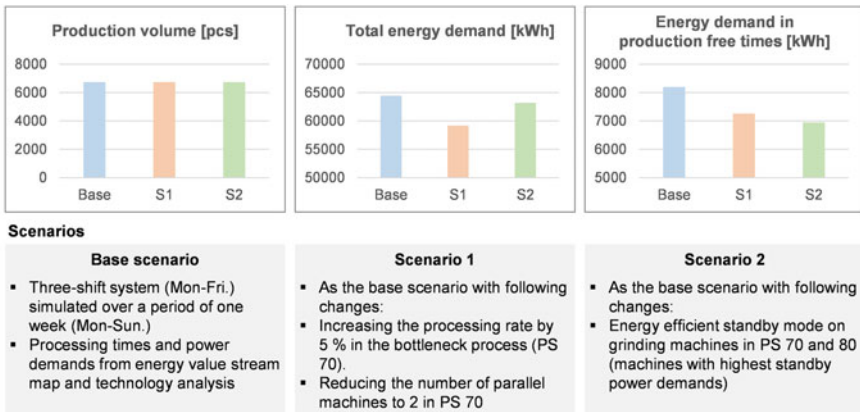 Production volume [pcs]
8000
6000
4000
2000
0
Base S1 S2
Total energy demand [kWh]
70000
65000
60000
55000
50000
Base S1 S2
Energy demand in
production free times [kWh]
9000
8000
7000
6000
5000
Base S1 S2
Scenarios
Base scenario
▪ Three-shift system (Mon-Fri.)
simulated over a period of one
week (Mon-Sun.)
▪ Processing times and power
demands from energy value stream
map and technology analysis
Scenario 1
▪ As the base scenario with following
changes:
▪ Increasing the processing rate by
5 % in the bottleneck process (PS
70).
▪ Reducing the number of parallel
machines to 2 in PS 70
Scenario 2
▪ As the base scenario with following
changes:
▪ Energy efficient standby mode on
grinding machines in PS 70 and 80
(machines with highest standby
power demands)